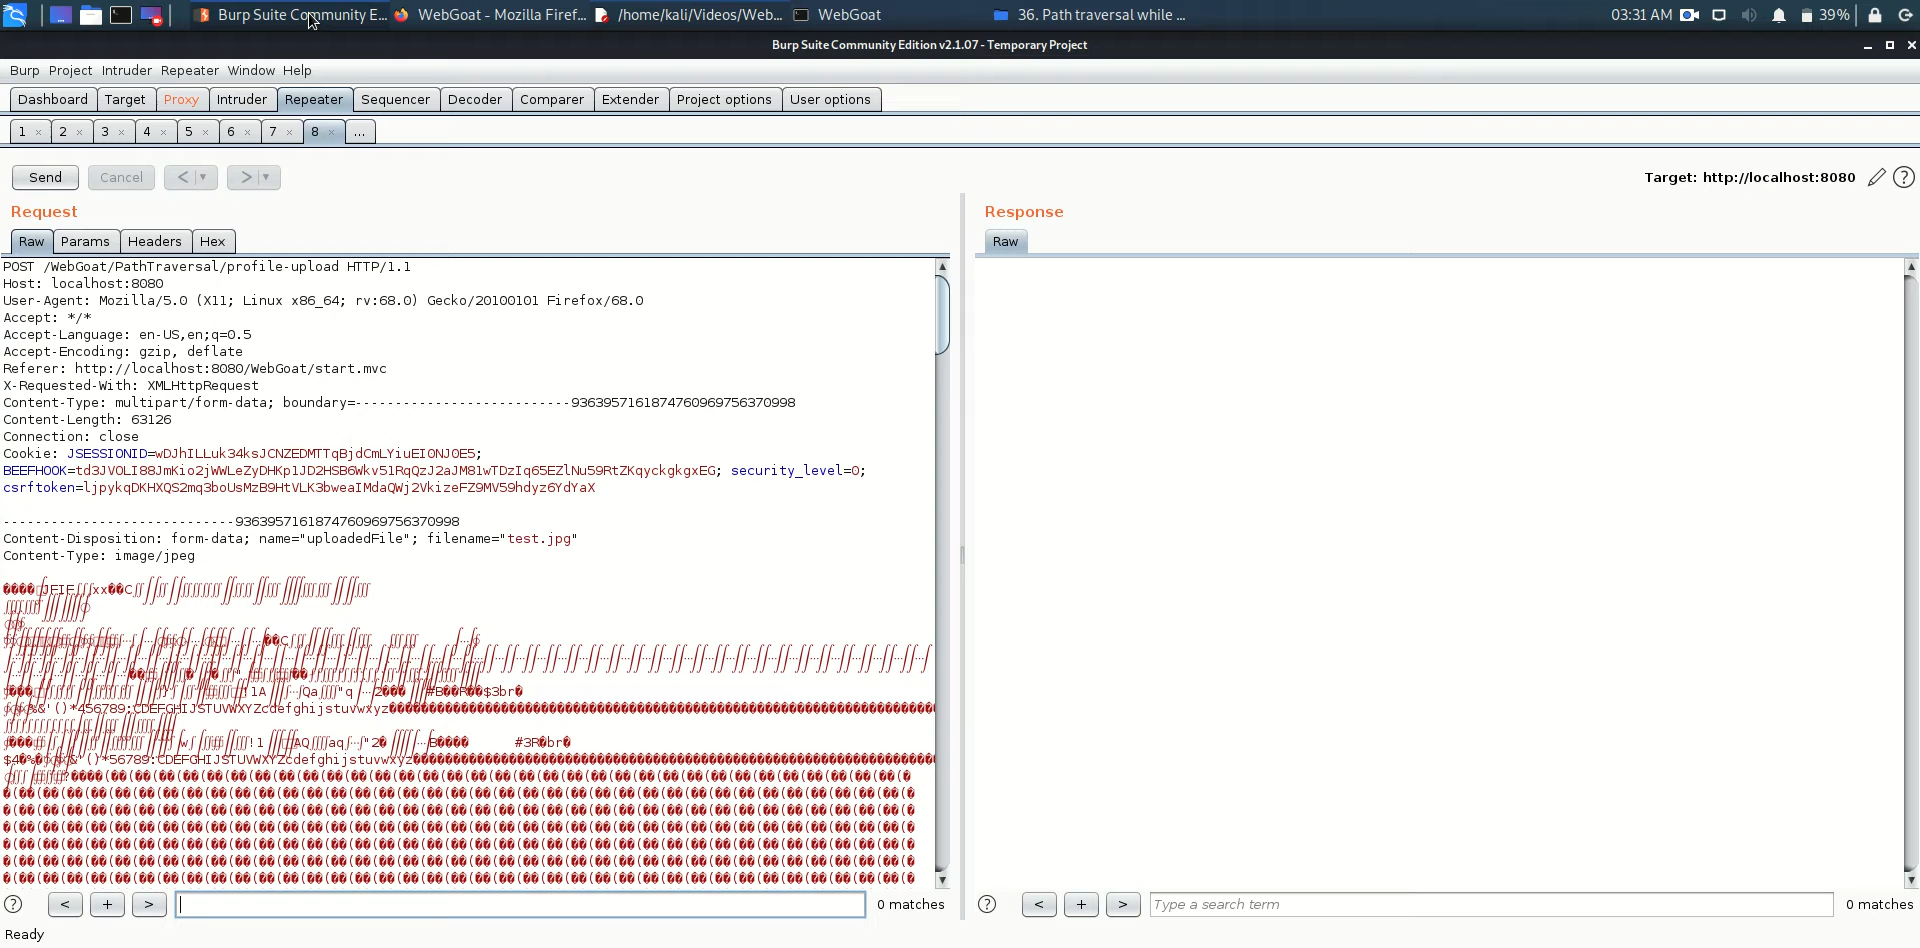 Burp Suite Community E...
WebGoat - Mozilla Firef...
/home/kali/Videos/Web...
WebGoat
36. Path traversal while ...
03:31 AM
39%
Burp Suite Community Edition v2.1.07 - Temporary Project
Burp Project Intruder Repeater Window Help
Dashboard Target Proxy Intruder Repeater Sequencer Decoder Comparer Extender Project options User options
1 × 2 × 3 × 4 × 5 × 6 × 7 × 8 × ...
Send Cancel < > Target: http://localhost:8080 ?
Request
Raw Params Headers Hex
POST /WebGoat/PathTraversal/profile-upload HTTP/1.1
Host: localhost:8080
User-Agent: Mozilla/5.0 (X11; Linux x86_64; rv:68.0) Gecko/20100101 Firefox/68.0
Accept: */*
Accept-Language: en-US,en;q=0.5
Accept-Encoding: gzip, deflate
Referer: http://localhost:8080/WebGoat/start.mvc
X-Requested-With: XMLHttpRequest
Content-Type: multipart/form-data; boundary=---------------------------9363957161874760969756370998
Content-Length: 63126
Connection: close
Cookie: JSESSIONID=wDJhILLuk34ksJCNZEDMTTqBjdCmLYiuEI0NJ0E5;
BEEFHOOK=td3JVOLI88JmKio2jWWLeZyDHKp1JD2HSB6Wkv51RqQzJ2aJM81wTDzIq65EZlNu59RtZKqyckgkgxEG; security_level=0;
csrftoken=ljpykqDKHXQS2mq3boUsMzB9HtVLK3bweaIMdaQWj2VkizeFZ9MV59hdyz6YdYaX
-----------------------------9363957161874760969756370998
Content-Disposition: form-data; name="uploadedFile"; filename="test.jpg"
Content-Type: image/jpeg
< + > 0 matches
Response
Raw
? < + > Type a search term 0 matches
Ready